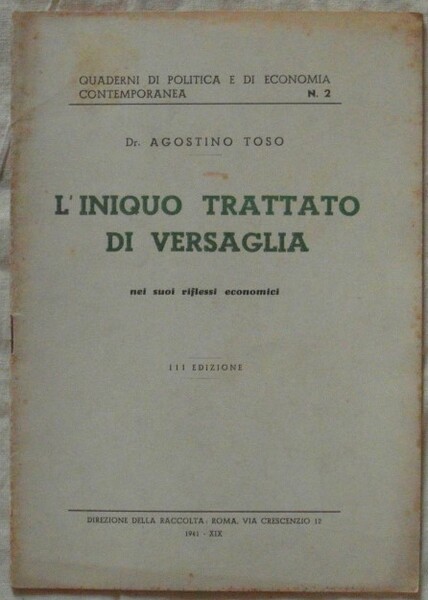 QUADERNI DI POLITICA E DI ECONOMIA
CONTEMPORANEA N. 2
Dr. AGOSTINO TOSO
L'INIQUO TRATTATO
DI VERSAGLIA
nei suoi riflessi economici
III EDIZIONE
DIREZIONE DELLA RACCOLTA: ROMA, VIA CRESCENZIO 12
1941 - XIX